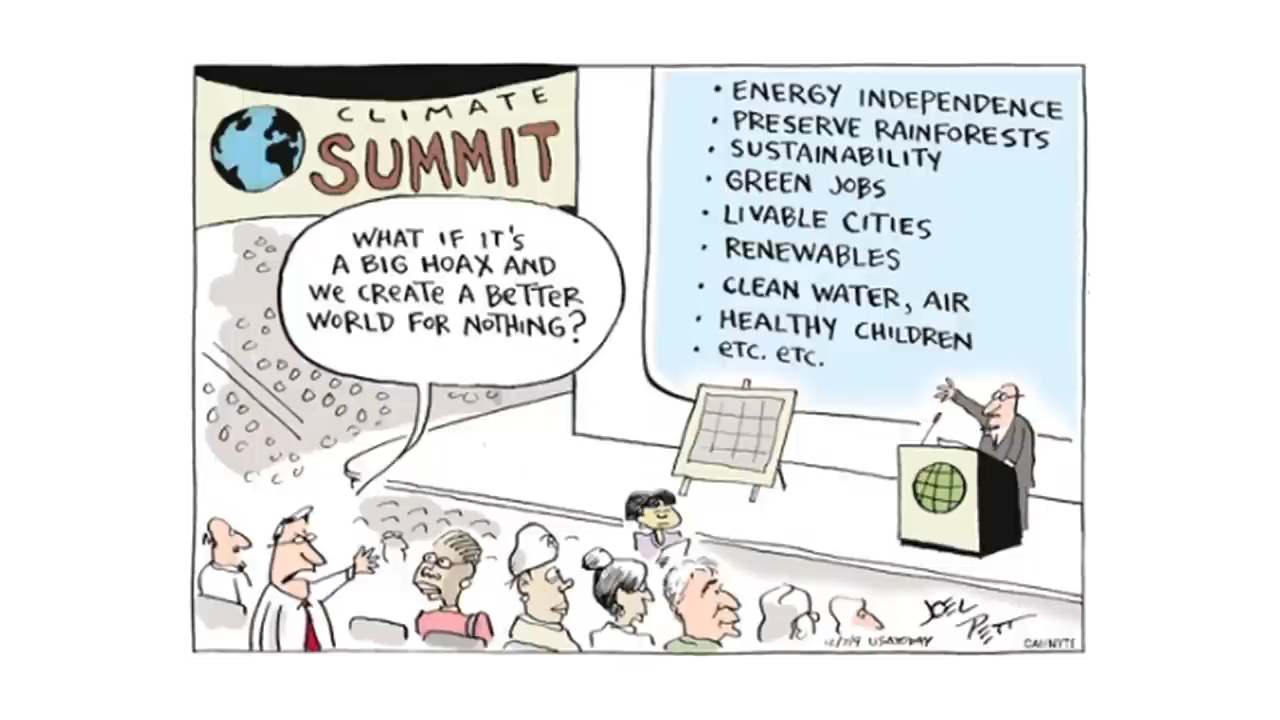 CLIMATE
SUMMIT
WHAT IF IT'S
A BIG HOAX AND
WE CREATE A BETTER
WORLD FOR NOTHING?
• ENERGY INDEPENDENCE
• PRESERVE RAINFORESTS
• SUSTAINABILITY
• GREEN JOBS
• LIVABLE CITIES
• RENEWABLES
• CLEAN WATER, AIR
• HEALTHY CHILDREN
• ETC. ETC.
JOEL
PETT
USA TODAY